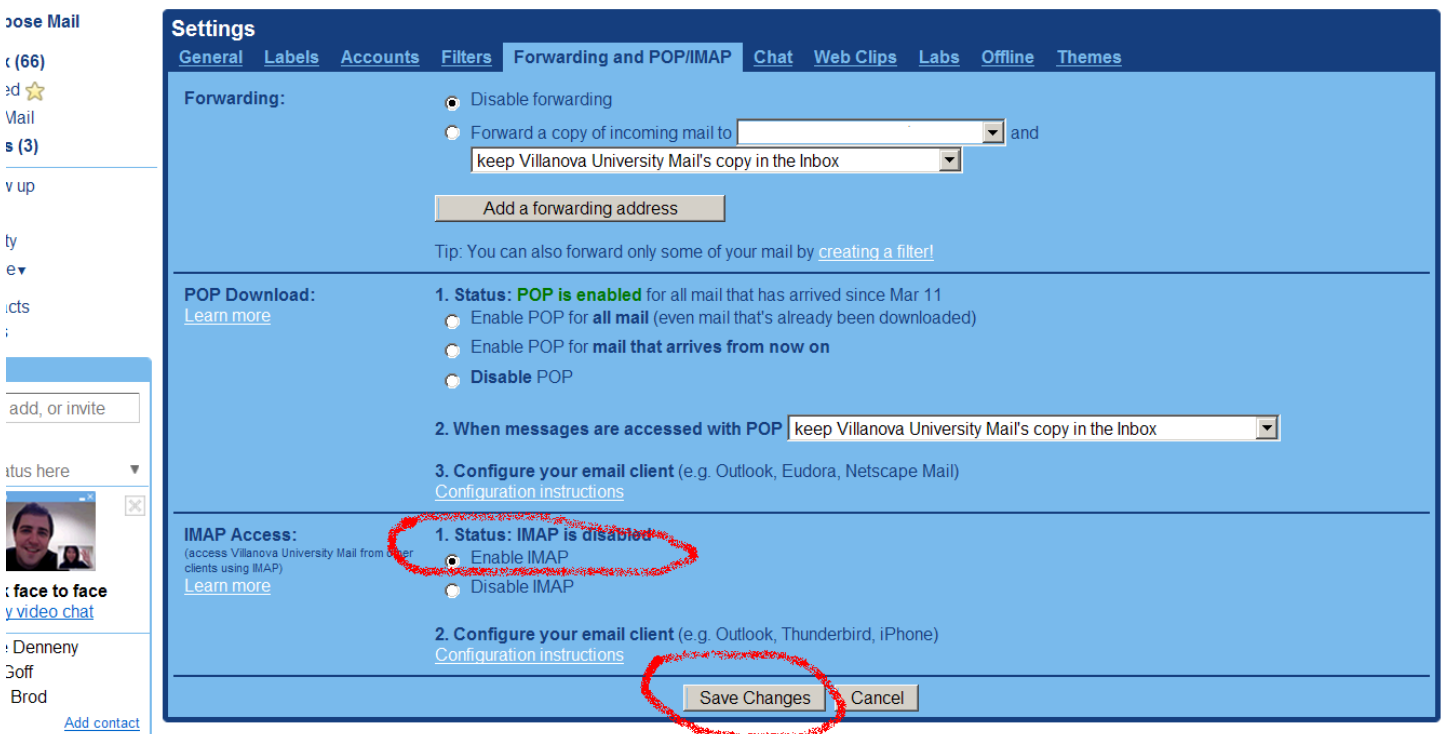 pose Mail
x (66)
ed
Mail
s (3)
w up
ty
e
acts
s
add, or invite
atus here
k face to face
y video chat
e Denneny
Goff
Brod
Add contact
Settings
General Labels Accounts Filters Forwarding and POP/IMAP Chat Web Clips Labs Offline Themes
Forwarding:
Disable forwarding
Forward a copy of incoming mail to and
keep Villanova University Mail's copy in the Inbox
Add a forwarding address
Tip: You can also forward only some of your mail by creating a filter!
POP Download:
Learn more
1. Status: POP is enabled for all mail that has arrived since Mar 11
Enable POP for all mail (even mail that's already been downloaded)
Enable POP for mail that arrives from now on
Disable POP
2. When messages are accessed with POP keep Villanova University Mail's copy in the Inbox
3. Configure your email client (e.g. Outlook, Eudora, Netscape Mail)
Configuration instructions
IMAP Access:
(access Villanova University Mail from other
clients using IMAP)
Learn more
1. Status: IMAP is disabled
Enable IMAP
Disable IMAP
2. Configure your email client (e.g. Outlook, Thunderbird, iPhone)
Configuration instructions
Save Changes Cancel